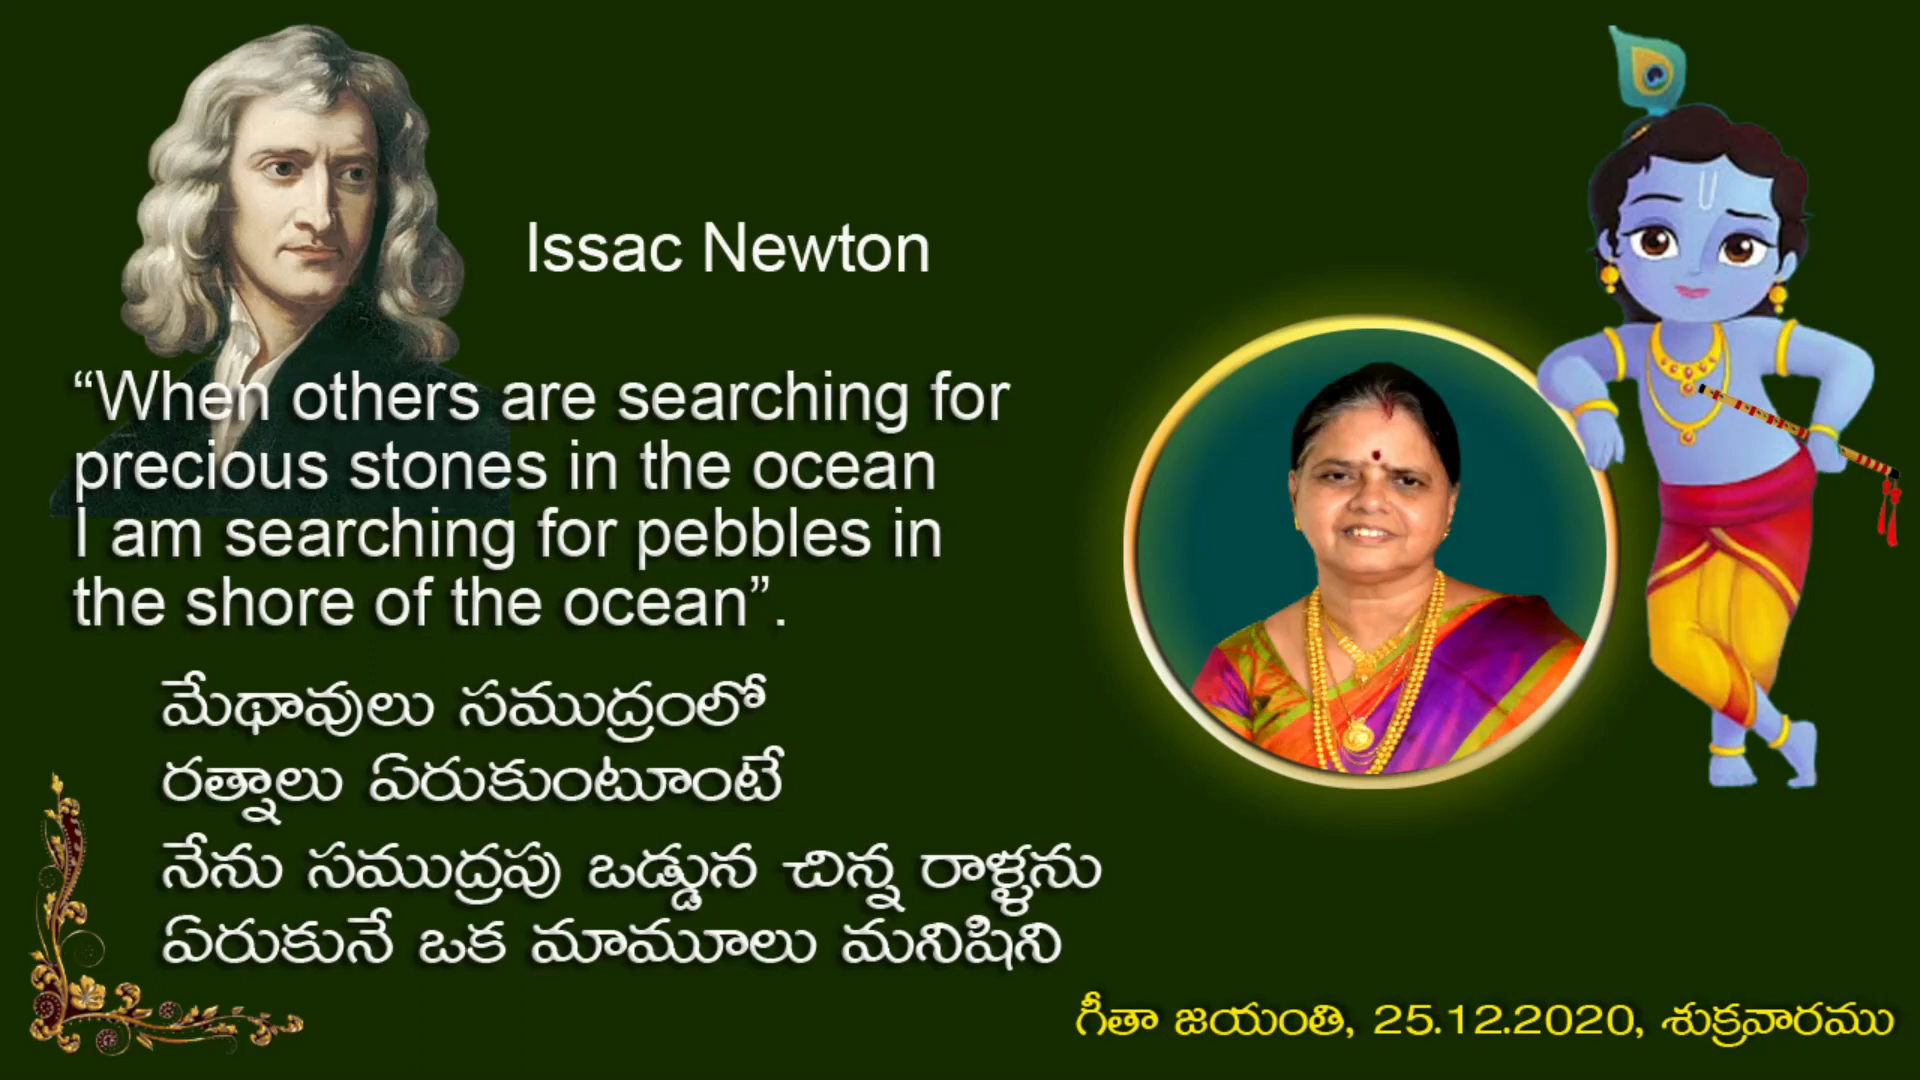 Issac Newton
“When others are searching for
precious stones in the ocean
I am searching for pebbles in
the shore of the ocean”.
మేథావులు సముద్రంలో
రత్నాలు ఏరుకుంటూంటే
నేను సముద్రపు ఒడ్డున చిన్న రాళ్ళను
ఏరుకునే ఒక మామూలు మనిషిని
గీతా జయంతి, 25.12.2020, శుక్రవారము